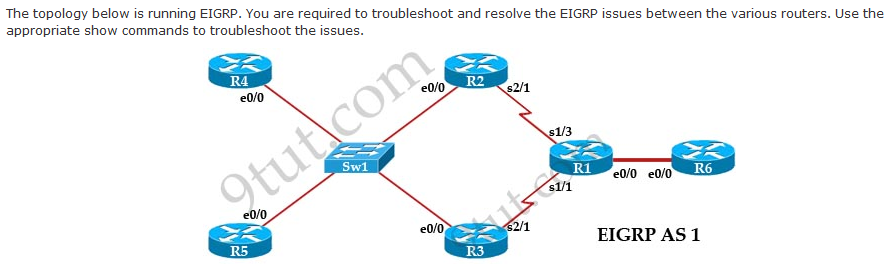 The topology below is running EIGRP. You are required to troubleshoot and resolve the EIGRP issues between the various routers. Use the
appropriate show commands to troubleshoot the issues.
R4
e0/0
e0/0
R2
s2/1
9tut.com
Sw1
s1/3
R1
e0/0
e0/0
R6
s1/1
e0/0
R5
e0/0
R3
s2/1
EIGRP AS 1